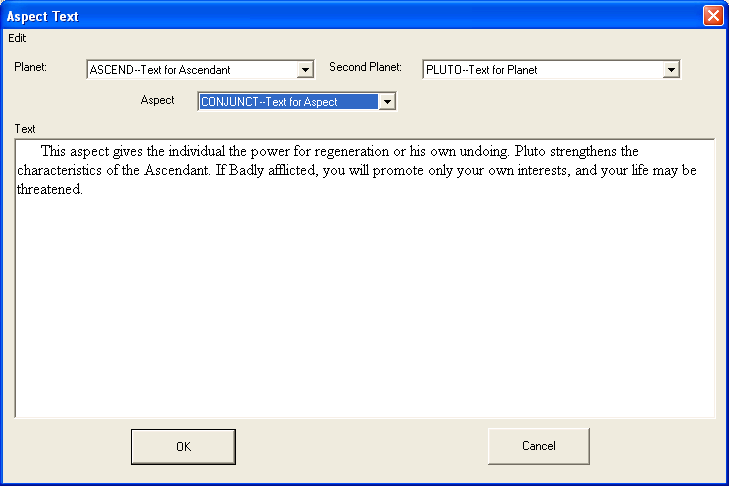 Aspect Text
Edit
Planet: ASCEND--Text for Ascendant Second Planet: PLUTO--Text for Planet
Aspect CONJUNCT--Text for Aspect
Text
This aspect gives the individual the power for regeneration or his own undoing. Pluto strengthens the
characteristics of the Ascendant. If Badly afflicted, you will promote only your own interests, and your life may be
threatened.
OK Cancel